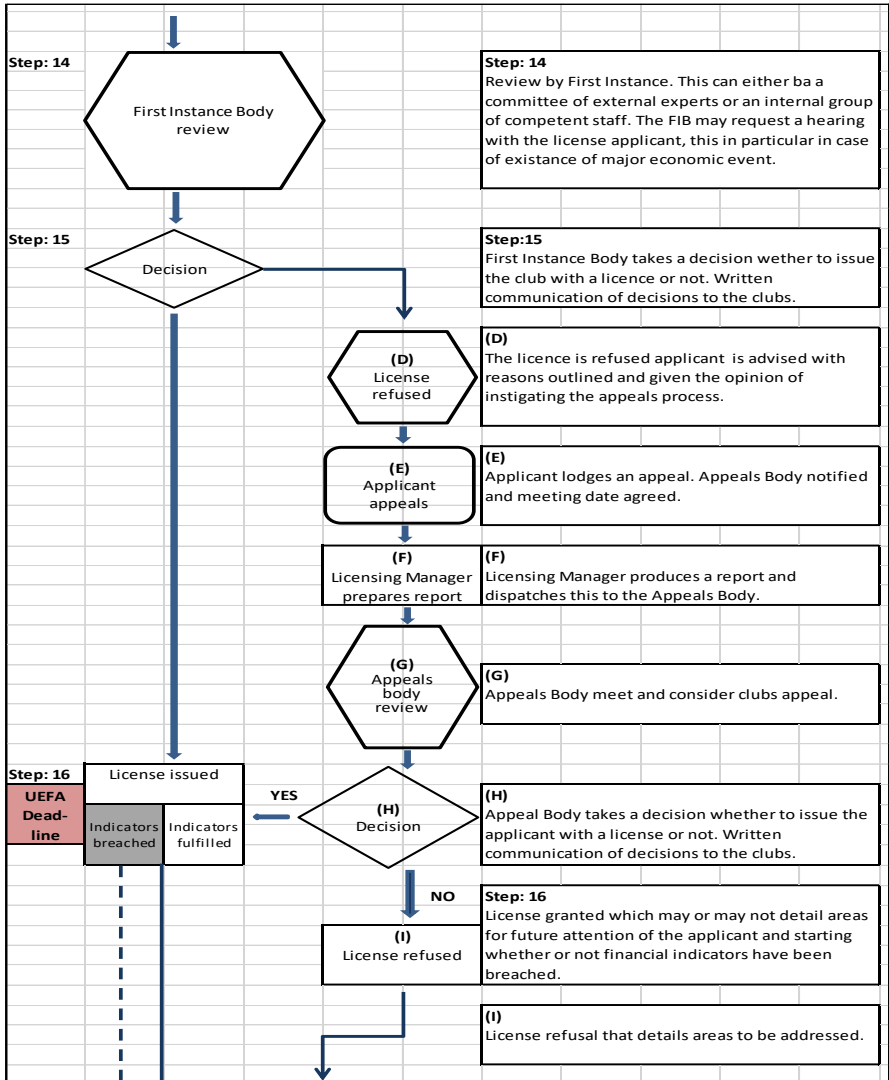 Step: 14
First Instance Body
review
Step: 14
Review by First Instance. This can either ba a
committee of external experts or an internal group
of competent staff. The FIB may request a hearing
with the license applicant, this in particular in case
of existance of major economic event.
Step: 15
Decision
Step:15
First Instance Body takes a decision wether to issue
the club with a licence or not. Written
communication of decisions to the clubs.
(D)
License
refused
(D)
The licence is refused applicant is advised with
reasons outlined and given the opinion of
instigating the appeals process.
(E)
Applicant
appeals
(E)
Applicant lodges an appeal. Appeals Body notified
and meeting date agreed.
(F)
Licensing Manager
prepares report
(F)
Licensing Manager produces a report and
dispatches this to the Appeals Body.
(G)
Appeals
body
review
(G)
Appeals Body meet and consider clubs appeal.
Step: 16
UEFA
Dead-
line
License issued
Indicators
breached
Indicators
fulfilled
YES
(H)
Decision
(H)
Appeal Body takes a decision whether to issue the
applicant with a license or not. Written
communication of decisions to the clubs.
NO
(I)
License refused
Step: 16
License granted which may or may not detail areas
for future attention of the applicant and starting
whether or not financial indicators have been
breached.
(I)
License refusal that details areas to be addressed.